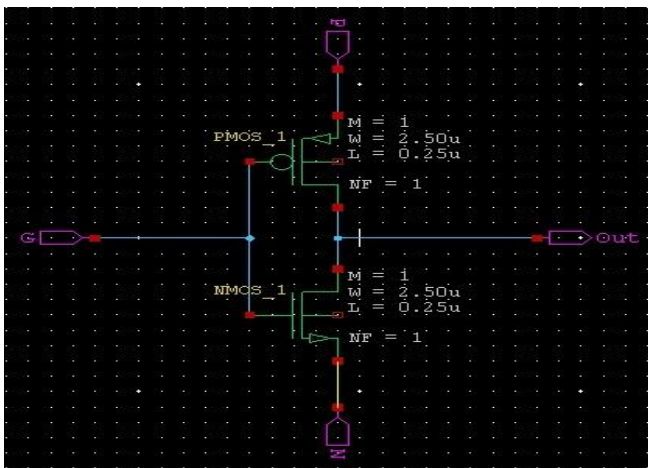 P
PMOS_1
M = 1
W = 2.50u
L = 0.25u
NF = 1
G
Out
NMOS_1
M = 1
W = 2.50u
L = 0.25u
NF = 1
N